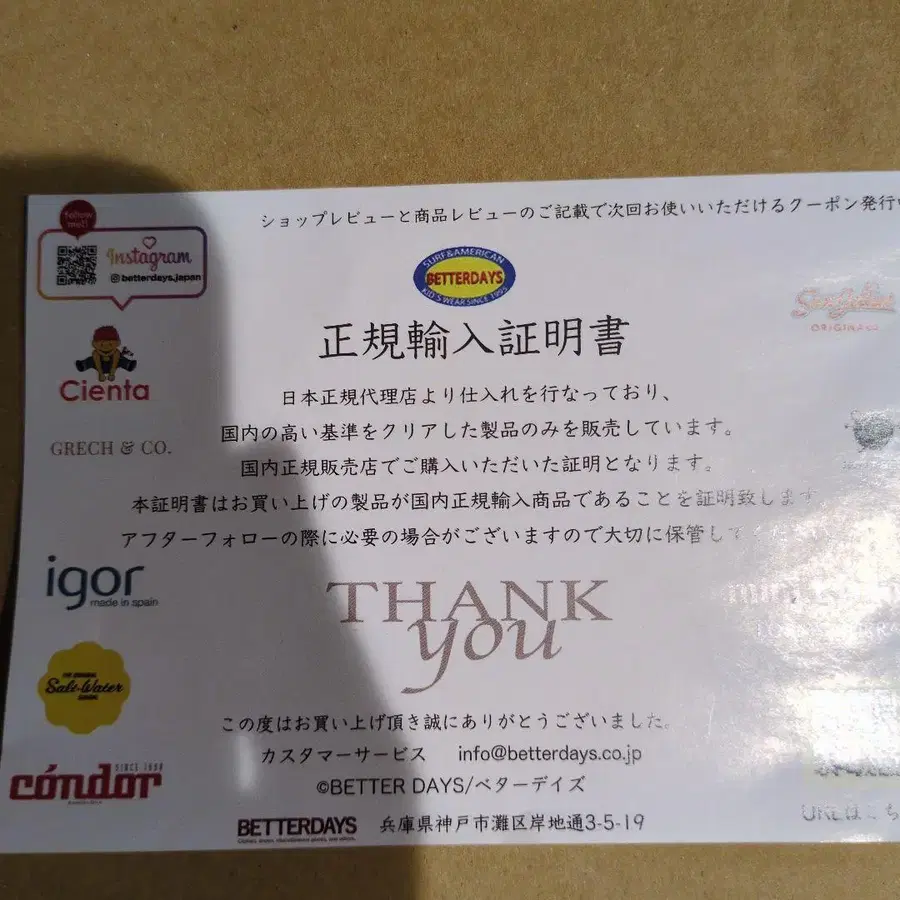 ショップレビューと商品レビューのご記載で次回お使いいただけるクーポン発行
follow me!!
Instagram
betterdays.japan
SURF&AMERICAN
BETTERDAYS
KID'S WEAR SINCE 1995
正規輸入証明書
ORIGINAL
Cienta
日本正規代理店より仕入れを行なっており、
GRECH & CO.
国内の高い基準をクリアした製品のみを販売しています。
国内正規販売店でご購入いただいた証明となります。
本証明書はお買い上げの製品が国内正規輸入商品であることを証明致します
アフターフォローの際に必要の場合がございますので大切に保管して
igor
made in spain
THANK
you
THE ORIGINAL
Salt-Water
SANDAL
この度はお買い上げ頂き誠にありがとうございました。
カスタマーサービス info@betterdays.co.jp
cóndor
SINCE 1898
©BETTER DAYS/ベターデイズ
BETTERDAYS
兵庫県神戸市灘区岸地通3-5-19